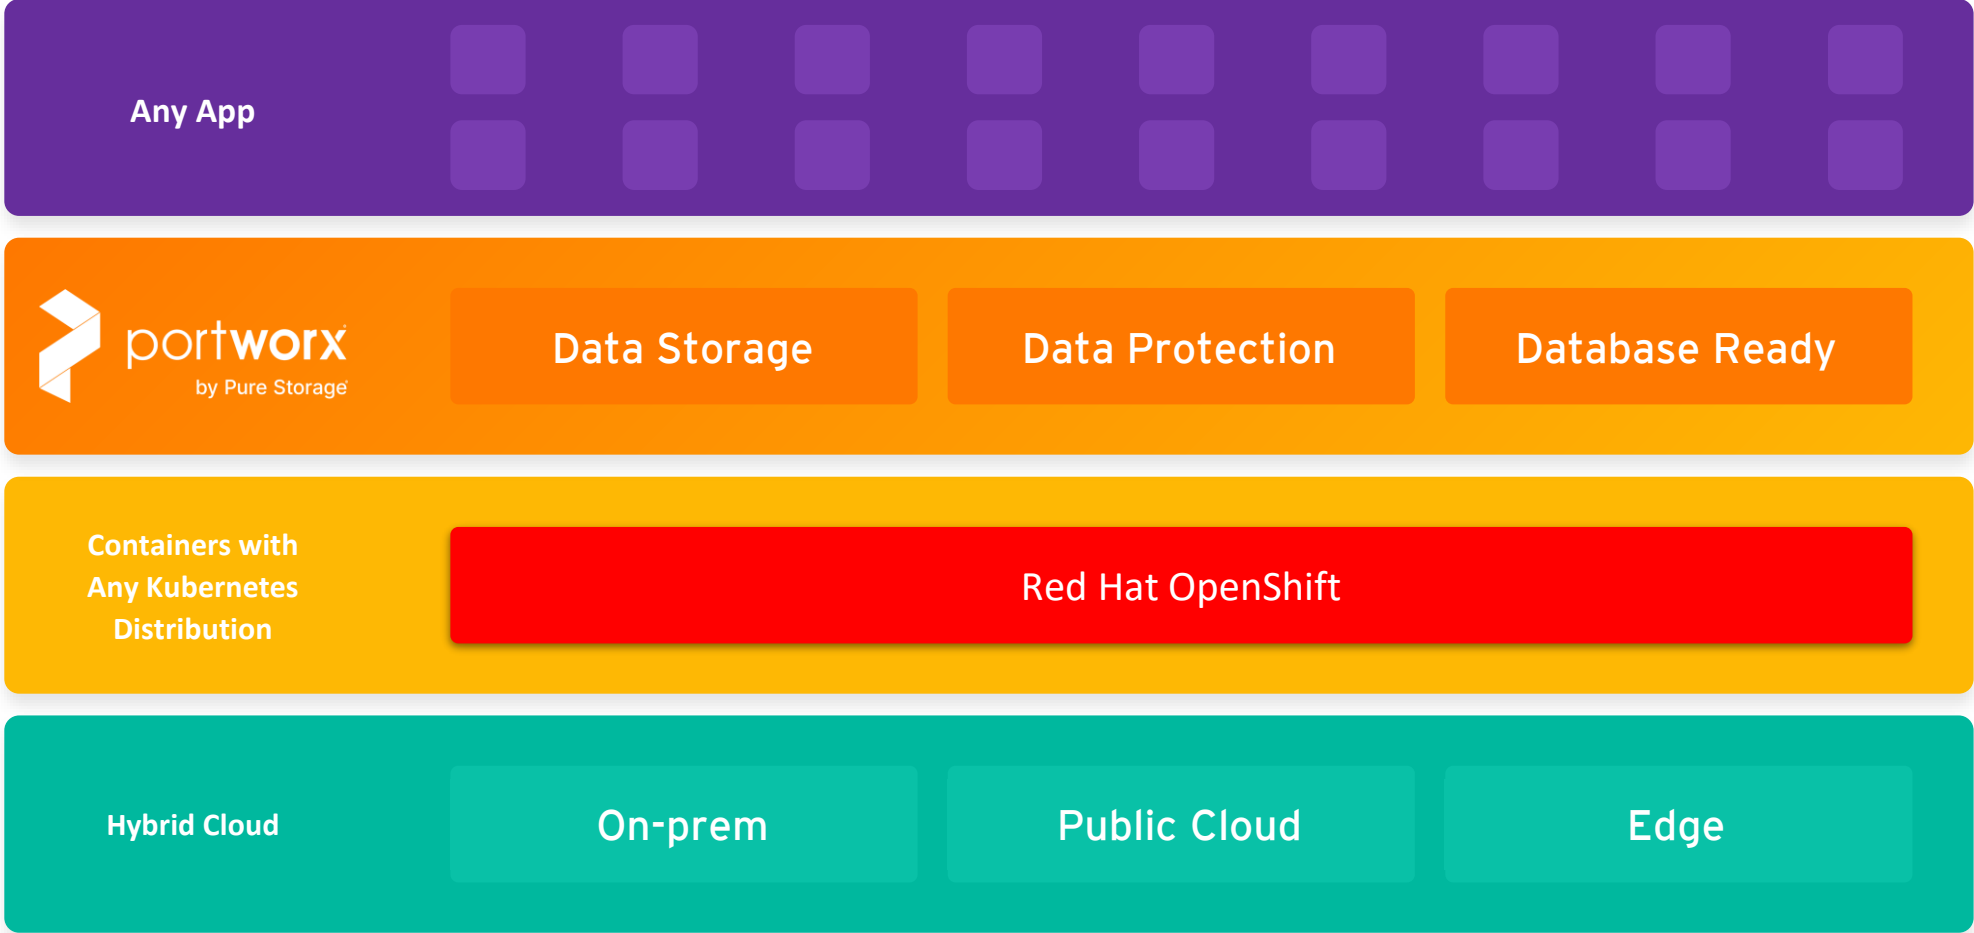 Any App
portworx
by Pure Storage
Data Storage
Data Protection
Database Ready
Containers with
Any Kubernetes
Distribution
Red Hat OpenShift
Hybrid Cloud
On-prem
Public Cloud
Edge